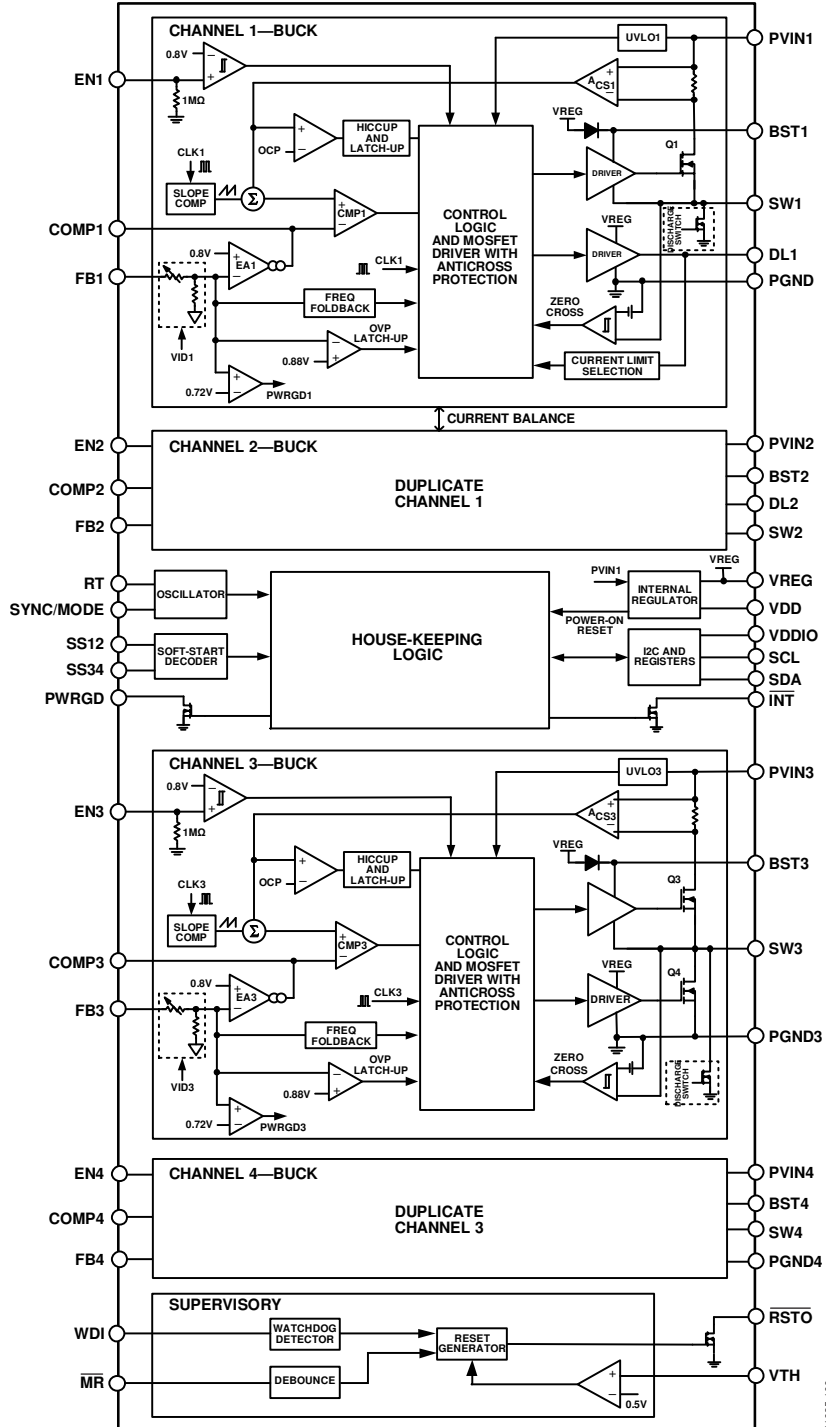 CHANNEL 1—BUCK
0.8V
−
+
EN1
1MΩ
UVLO1
PVIN1
ACS1
+
−
VREG
BST1
Q1
DRIVER
+
−
OCP
HICCUP
AND
LATCH-UP
CLK1
SLOPE
COMP
Σ
+
−
CMP1
CONTROL
LOGIC
AND MOSFET
DRIVER WITH
ANTICROSS
PROTECTION
SW1
DISCHARGE
SWITCH
COMP1
0.8V
+
−
EA1
VREG
DRIVER
DL1
FB1
CLK1
PGND
VID1
FREQ
FOLDBACK
ZERO
CROSS
OVP
LATCH-UP
−
+
0.88V
CURRENT LIMIT
SELECTION
+
−
0.72V
PWRGD1
CURRENT BALANCE
EN2
CHANNEL 2—BUCK
PVIN2
COMP2
DUPLICATE
CHANNEL 1
BST2
DL2
FB2
SW2
RT
OSCILLATOR
SYNC/MODE
SS12
SOFT-START
DECODER
SS34
PWRGD
HOUSE-KEEPING
LOGIC
PVIN1
INTERNAL
REGULATOR
VREG
VREG
VDD
POWER-ON
RESET
I2C AND
REGISTERS
VDDIO
SCL
SDA
INT
CHANNEL 3—BUCK
0.8V
−
+
EN3
1MΩ
UVLO3
PVIN3
ACS3
+
−
VREG
BST3
Q3
+
−
OCP
HICCUP
AND
LATCH-UP
CLK3
SLOPE
COMP
Σ
+
−
CMP3
CONTROL
LOGIC
AND MOSFET
DRIVER WITH
ANTICROSS
PROTECTION
SW3
COMP3
0.8V
+
−
EA3
VREG
DRIVER
Q4
FB3
CLK3
PGND3
VID3
FREQ
FOLDBACK
ZERO
CROSS
DISCHARGE
SWITCH
OVP
LATCH-UP
−
+
0.88V
+
−
0.72V
PWRGD3
EN4
CHANNEL 4—BUCK
PVIN4
COMP4
DUPLICATE
CHANNEL 3
BST4
SW4
FB4
PGND4
SUPERVISORY
WDI
WATCHDOG
DETECTOR
RESET
GENERATOR
RSTO
MR
DEBOUNCE
+
−
VTH
0.5V